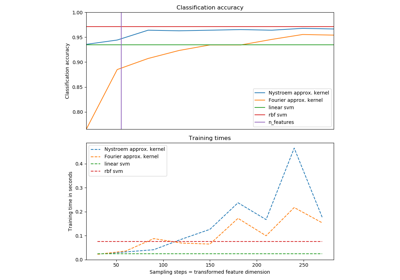 Classification accuracy
1.00
0.95
0.90
0.85
0.80
Classification accuracy
Nystroem approx. kernel
Fourier approx. kernel
linear svm
rbf svm
n_features
Training times
Nystroem approx. kernel
Fourier approx. kernel
linear svm
rbf svm
0.4
0.3
0.2
0.1
0.0
Training time in seconds
50 100 150 200 250
Sampling steps = transformed feature dimension